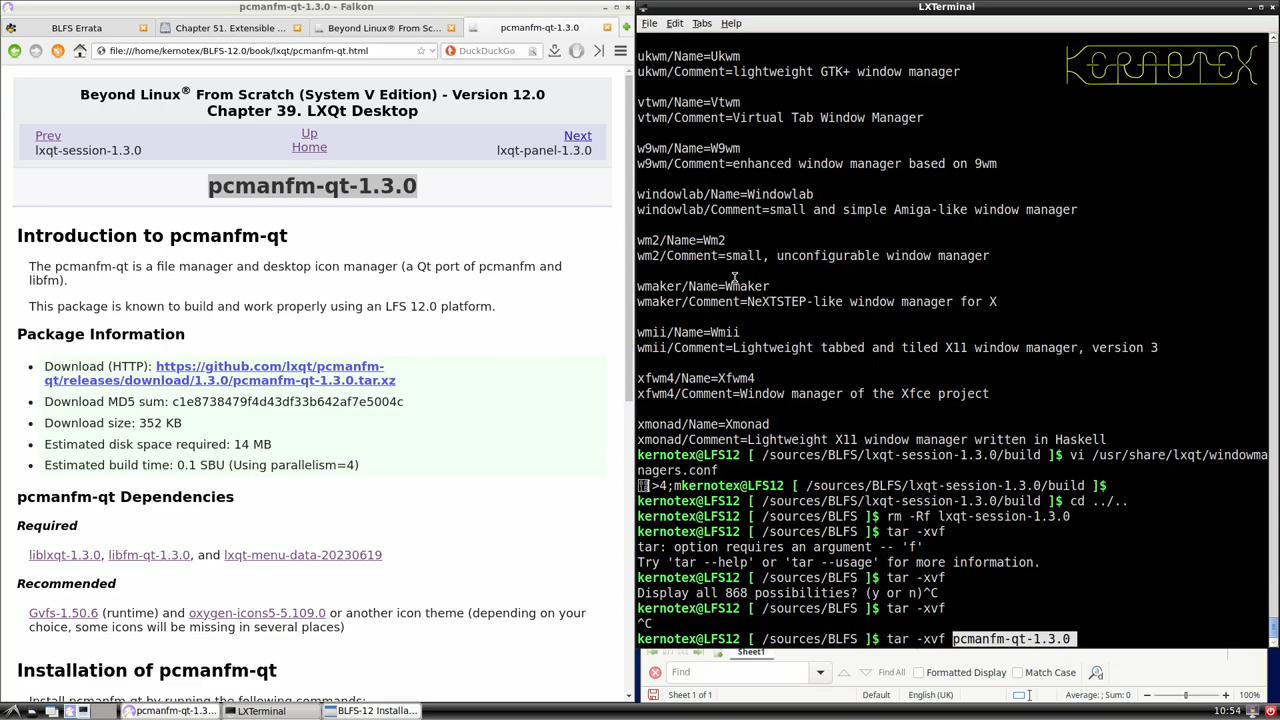 pcmanfm-qt-1.3.0 - Falkon
BLFS Errata
Chapter 51. Extensible
Beyond Linux® From Sc
pcmanfm-qt-1.3.0
file:///home/kernotex/BLFS-12.0/book/lxqt/pcmanfm-qt.html
DuckDuckGo
Beyond Linux® From Scratch (System V Edition) - Version 12.0
Chapter 39. LXQt Desktop
Prev
Up
Next
lxqt-session-1.3.0
Home
lxqt-panel-1.3.0
pcmanfm-qt-1.3.0
Introduction to pcmanfm-qt
The pcmanfm-qt is a file manager and desktop icon manager (a Qt port of pcmanfm and
libfm).
This package is known to build and work properly using an LFS 12.0 platform.
Package Information
• Download (HTTP): https://github.com/lxqt/pcmanfm-
qt/releases/download/1.3.0/pcmanfm-qt-1.3.0.tar.xz
• Download MD5 sum: c1e8738479f4d43df33b642af7e5004c
• Download size: 352 KB
• Estimated disk space required: 14 MB
• Estimated build time: 0.1 SBU (Using parallelism=4)
pcmanfm-qt Dependencies
Required
liblxqt-1.3.0, libfm-qt-1.3.0, and lxqt-menu-data-20230619
Recommended
Gvfs-1.50.6 (runtime) and oxygen-icons5-5.109.0 or another icon theme (depending on your
choice, some icons will be missing in several places)
Installation of pcmanfm-qt
Install pcmanfm-qt by running the following commands:
LXTerminal
File Edit Tabs Help
KERNOTEX
ukwm/Name=Ukwm
ukwm/Comment=lightweight GTK+ window manager
vtwm/Name=Vtwm
vtwm/Comment=Virtual Tab Window Manager
w9wm/Name=W9wm
w9wm/Comment=enhanced window manager based on 9wm
windowlab/Name=Windowlab
windowlab/Comment=small and simple Amiga-like window manager
wm2/Name=Wm2
wm2/Comment=small, unconfigurable window manager
wmaker/Name=Wmaker
wmaker/Comment=NeXTSTEP-like window manager for X
wmii/Name=Wmii
wmii/Comment=Lightweight tabbed and tiled X11 window manager, version 3
xfwm4/Name=Xfwm4
xfwm4/Comment=Window manager of the Xfce project
xmonad/Name=Xmonad
xmonad/Comment=Lightweight X11 window manager written in Haskell
kernotex@LFS12 [ /sources/BLFS/lxqt-session-1.3.0/build ]$ vi /usr/share/lxqt/windowma
nagers.conf
>4;mkernotex@LFS12 [ /sources/BLFS/lxqt-session-1.3.0/build ]$
kernotex@LFS12 [ /sources/BLFS/lxqt-session-1.3.0/build ]$ cd ../..
kernotex@LFS12 [ /sources/BLFS ]$ rm -Rf lxqt-session-1.3.0
kernotex@LFS12 [ /sources/BLFS ]$ tar -xvf
tar: option requires an argument -- 'f'
Try 'tar --help' or 'tar --usage' for more information.
kernotex@LFS12 [ /sources/BLFS ]$ tar -xvf
Display all 868 possibilities? (y or n)^C
kernotex@LFS12 [ /sources/BLFS ]$ tar -xvf
^C
kernotex@LFS12 [ /sources/BLFS ]$ tar -xvf pcmanfm-qt-1.3.0
Sheet1
Find
Find All
Formatted Display
Match Case
Sheet 1 of 1
Default
English (UK)
Average: ; Sum: 0
100%
pcmanfm-qt-1.3.0...
LXTerminal
BLFS-12 Installa...
10:54